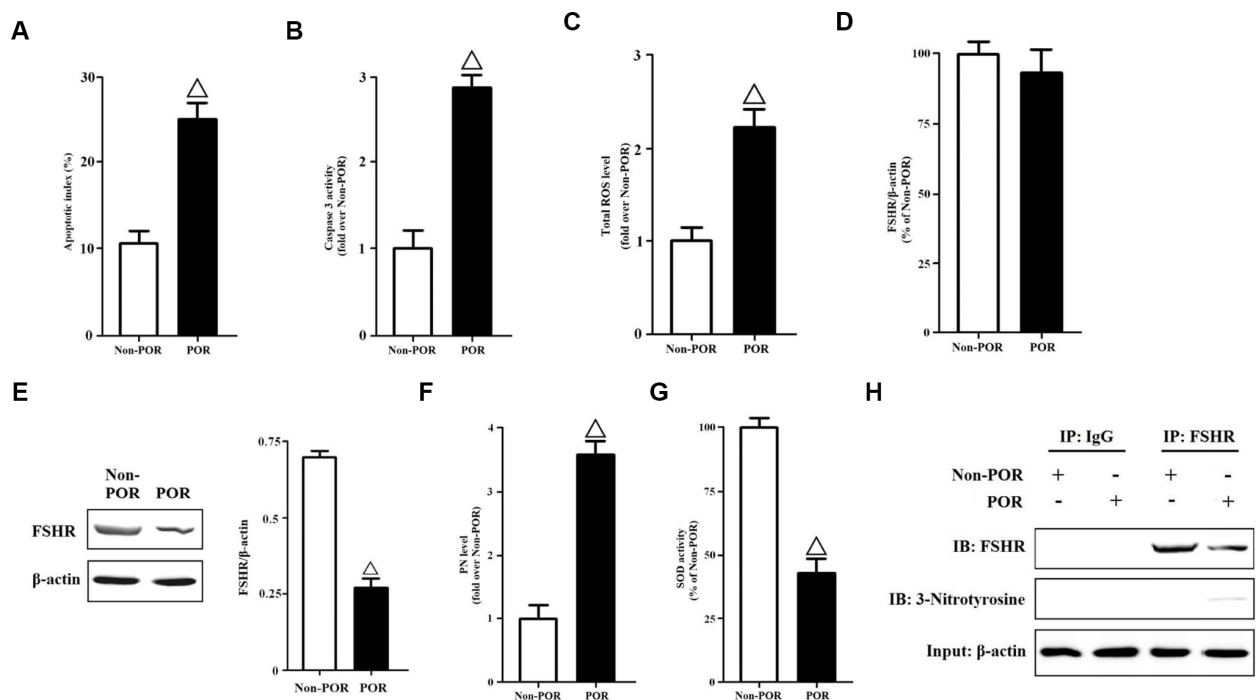 A
B
C
D
Apoptotic index (%)
30
20
10
0
Non-POR POR
Caspase 3 activity
(fold over Non-POR)
3
2
1
0
Non-POR POR
Total ROS level
(fold over Non-POR)
3
2
1
0
Non-POR POR
FSHR/β-actin
(% of Non-POR)
100
75
50
25
0
Non-POR POR
E
F
G
H
Non-
POR POR
FSHR
β-actin
FSHR/β-actin
0.75
0.5
0.25
0
Non-POR POR
PN level
(fold over Non-POR)
4
3
2
1
0
Non-POR POR
SOD activity
(% of Non-POR)
100
75
50
25
0
Non-POR POR
IP: IgG IP: FSHR
Non-POR + - + -
POR - + - +
IB: FSHR
IB: 3-Nitrotyrosine
Input: β-actin